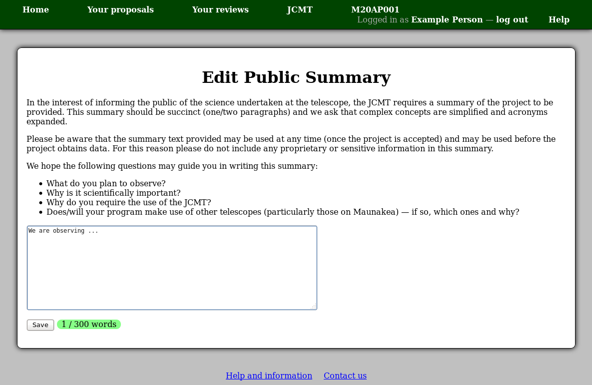 Home Your proposals Your reviews JCMT M20AP001
Logged in as Example Person — log out Help
Edit Public Summary
In the interest of informing the public of the science undertaken at the telescope, the JCMT requires a summary of the project to be
provided. This summary should be succinct (one/two paragraphs) and we ask that complex concepts are simplified and acronyms
expanded.
Please be aware that the summary text provided may be used at any time (once the project is accepted) and may be used before the
project obtains data. For this reason please do not include any proprietary or sensitive information in this summary.
We hope the following questions may guide you in writing this summary:
• What do you plan to observe?
• Why is it scientifically important?
• Why do you require the use of the JCMT?
• Does/will your program make use of other telescopes (particularly those on Maunakea) — if so, which ones and why?
We are observing ...
Save 1 / 300 words
Help and information Contact us